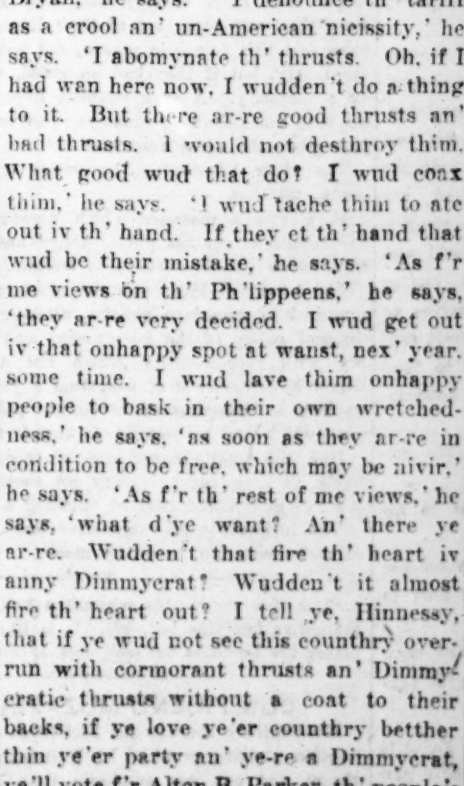 Bryan,' he says. 'I denounce th' tariff
as a crool an' un-American nicissity,' he
says. 'I abomynate th' thrusts. Oh, if I
had wan here now, I wudden't do a thing
to it. But there ar-re good thrusts an'
bad thrusts. I would not desthroy thim.
What good wud that do? I wud coax
thim,' he says. 'I wud tache thim to ate
out iv th' hand. If they et th' hand that
wud be their mistake,' he says. 'As f'r
me views on th' Ph'lippeens,' he says,
'they ar-re very decided. I wud get out
iv that onhappy spot at wanst, nex' year.
some time. I wud lave thim onhappy
people to bask in their own wretched-
ness,' he says, 'as soon as they ar-re in
condition to be free, which may be nivir,'
he says. 'As f'r th' rest of me views,' he
says, 'what d'ye want? An' there ye
ar-re. Wudden't that fire th' heart iv
anny Dimmycrat? Wudden't it almost
fire th' heart out? I tell ye, Hinnessy,
that if ye wud not see this counthry over-
run with cormorant thrusts an' Dimmy-
cratic thrusts without a coat to their
backs, if ye love ye'er counthry betther
thin ye'er party an' ye-re a Dimmycrat,
ye'll vote f'r Alton B. Parker, th' people's